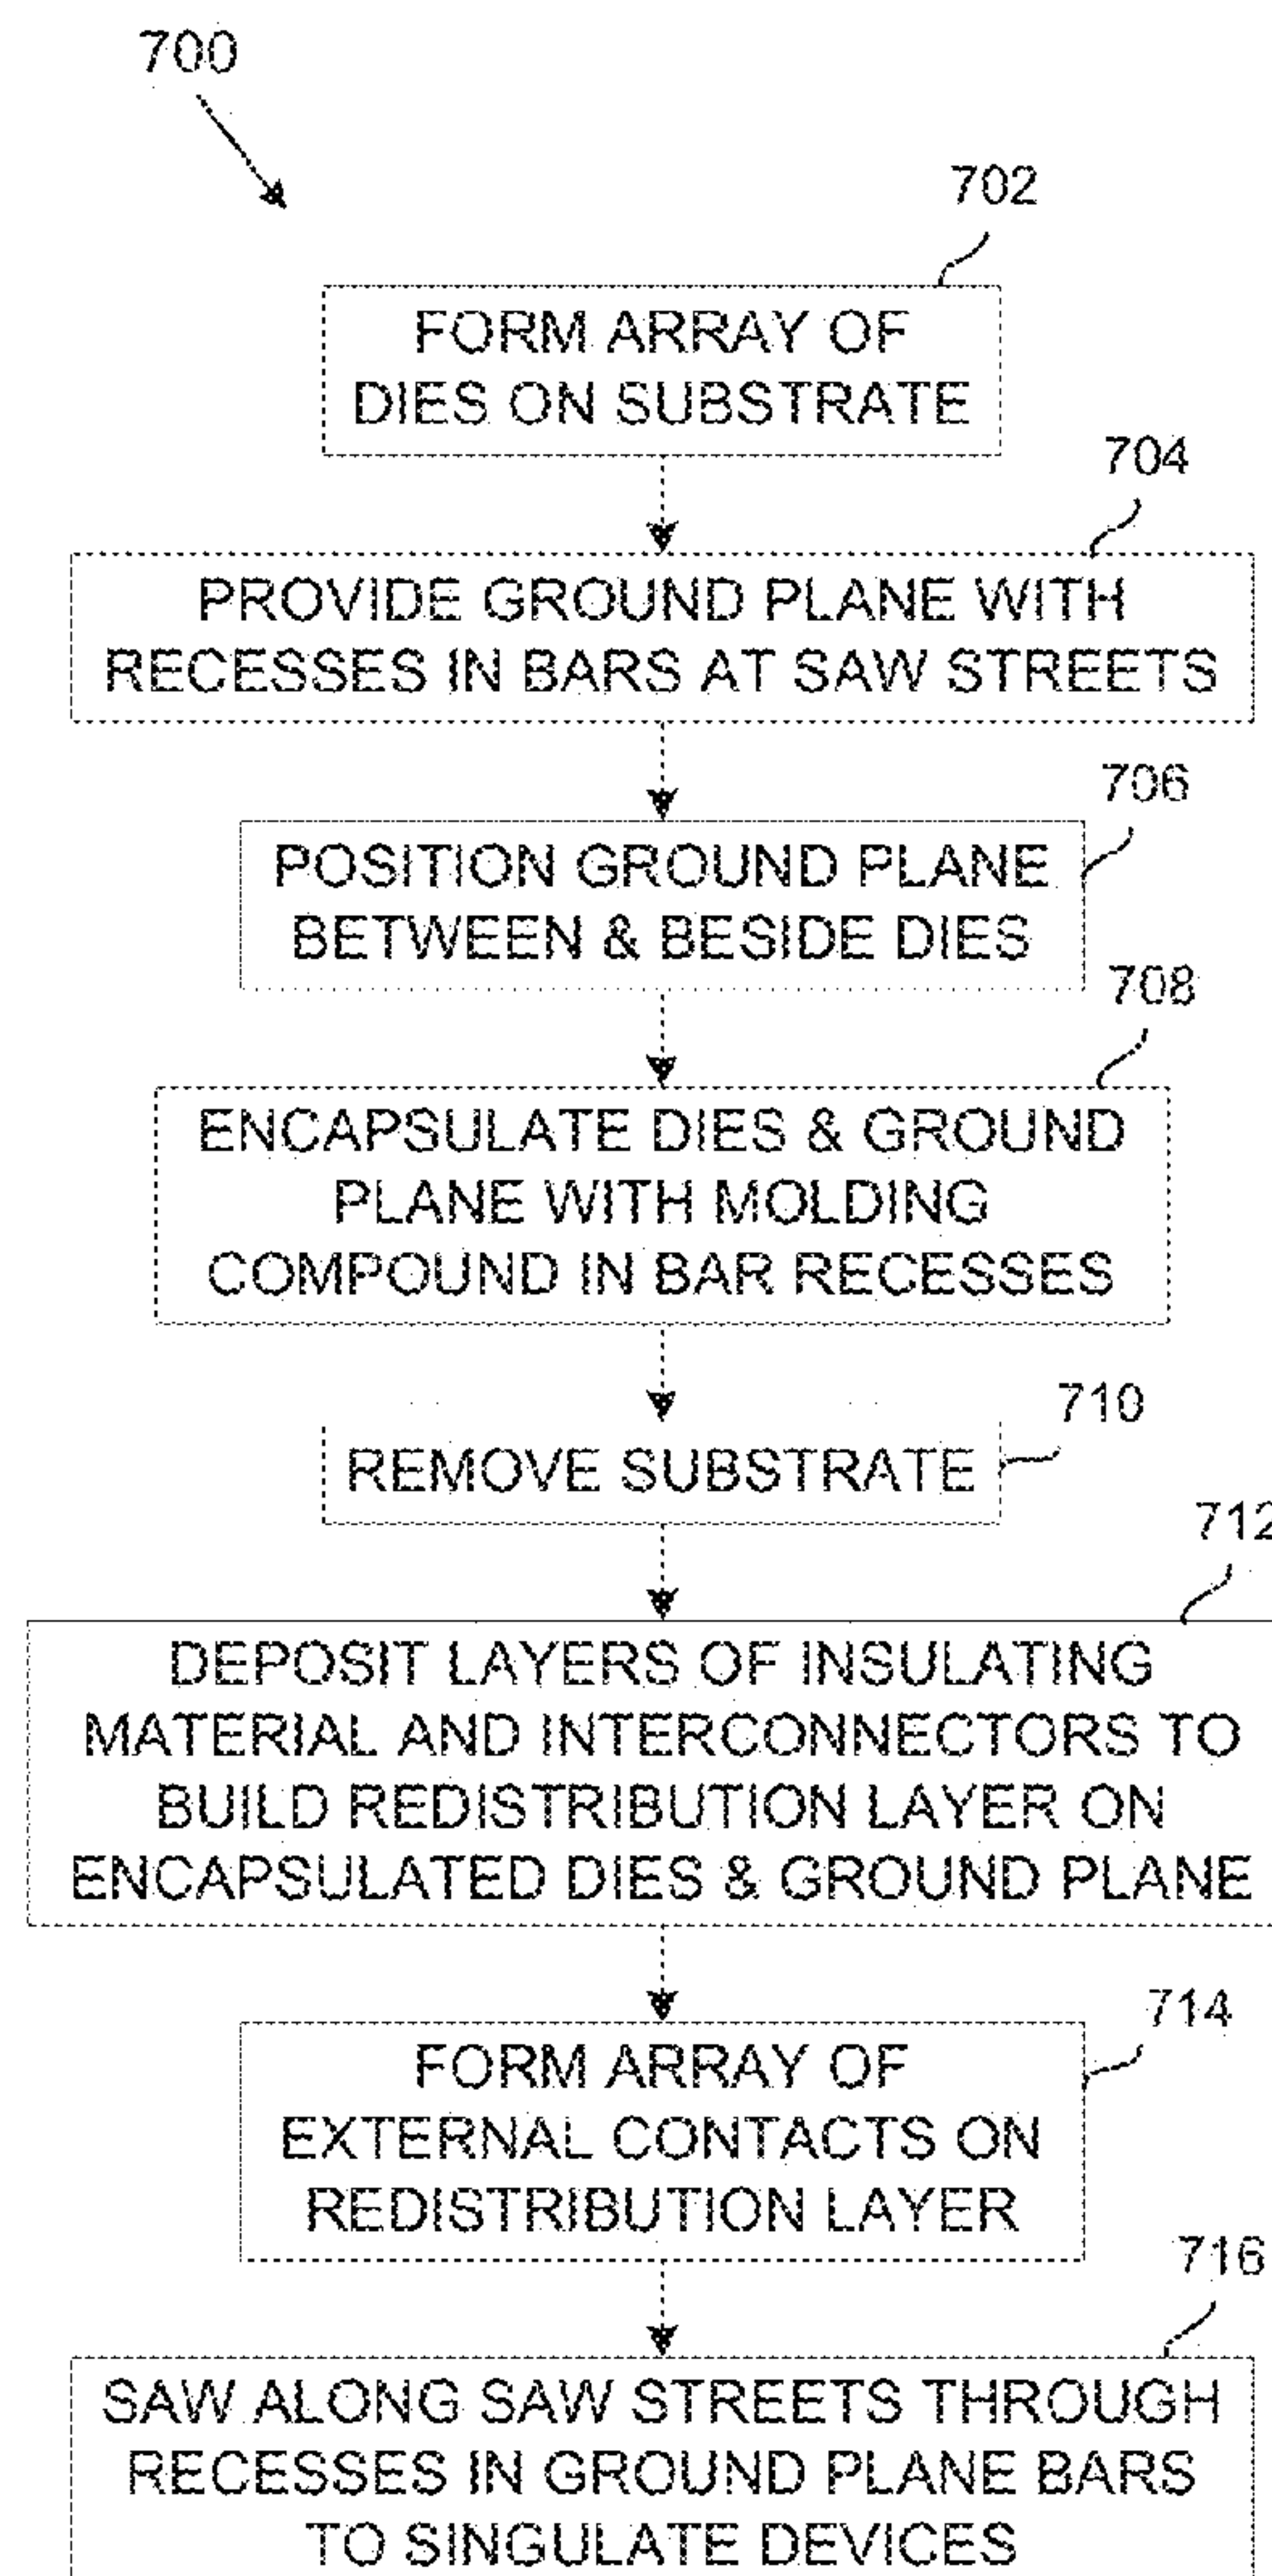 700
702
FORM ARRAY OF
DIES ON SUBSTRATE
704
PROVIDE GROUND PLANE WITH
RECESSES IN BARS AT SAW STREETS
706
POSITION GROUND PLANE
BETWEEN & BESIDE DIES
708
ENCAPSULATE DIES & GROUND
PLANE WITH MOLDING
COMPOUND IN BAR RECESSES
710
REMOVE SUBSTRATE
712
DEPOSIT LAYERS OF INSULATING
MATERIAL AND INTERCONNECTORS TO
BUILD REDISTRIBUTION LAYER ON
ENCAPSULATED DIES & GROUND PLANE
714
FORM ARRAY OF
EXTERNAL CONTACTS ON
REDISTRIBUTION LAYER
716
SAW ALONG SAW STREETS THROUGH
RECESSES IN GROUND PLANE BARS
TO SINGULATE DEVICES